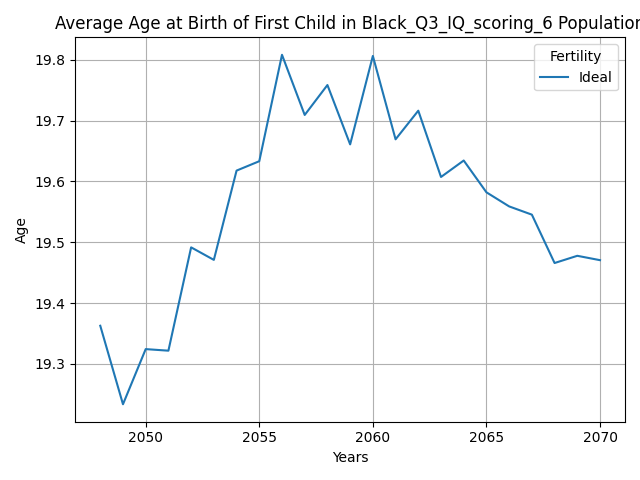 Average Age at Birth of First Child in Black_Q3_IQ_scoring_6 Population
Fertility
Ideal
19.8
19.7
19.6
19.5
19.4
19.3
Age
2050 2055 2060 2065 2070
Years